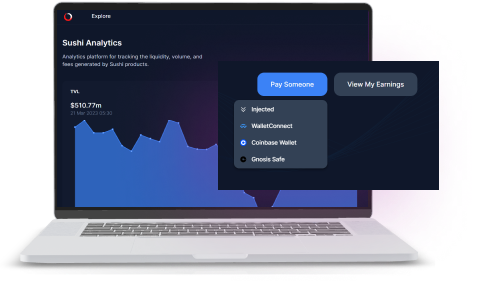 Explore
Sushi Analytics
Analytics platform for tracking the liquidity, volume, and
fees generated by Sushi products.
TVL
$510.77m
21 Mar 2023 05:30
Pay Someone
View My Earnings
Injected
WalletConnect
Coinbase Wallet
Gnosis Safe